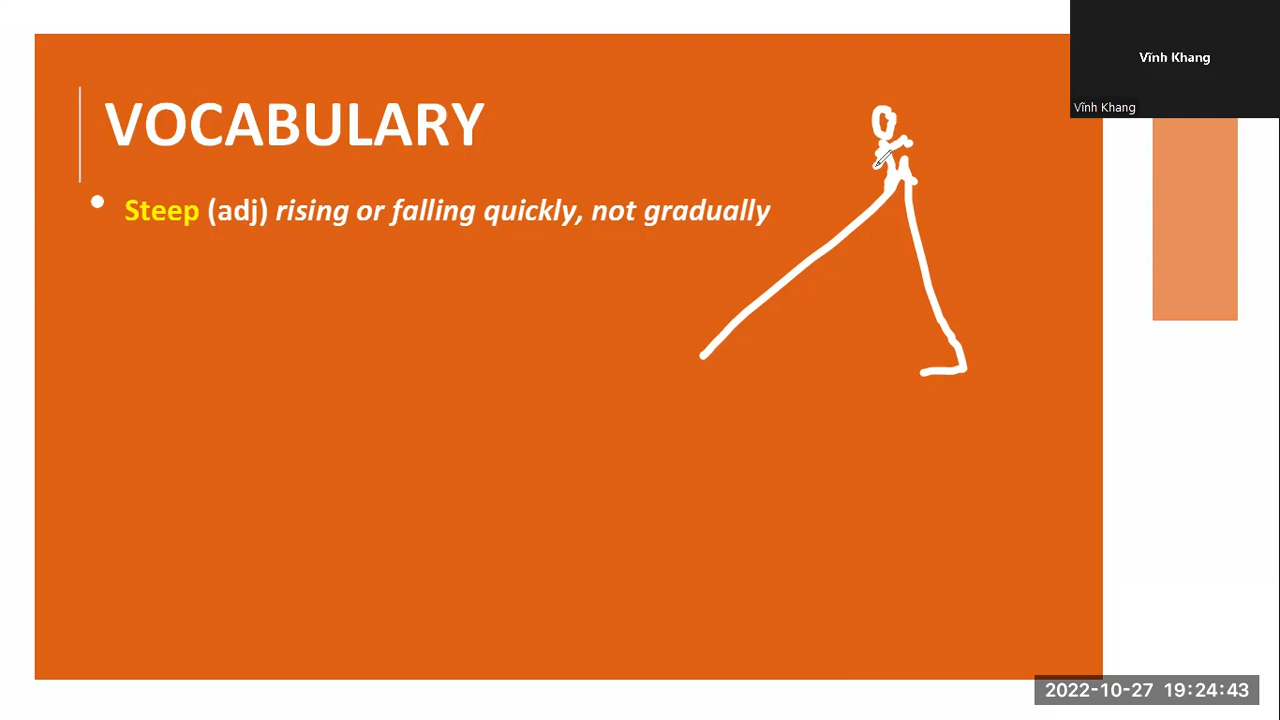 Vĩnh Khang
Vĩnh Khang
VOCABULARY
• Steep (adj) rising or falling quickly, not gradually
2022-10-27 19:24:43